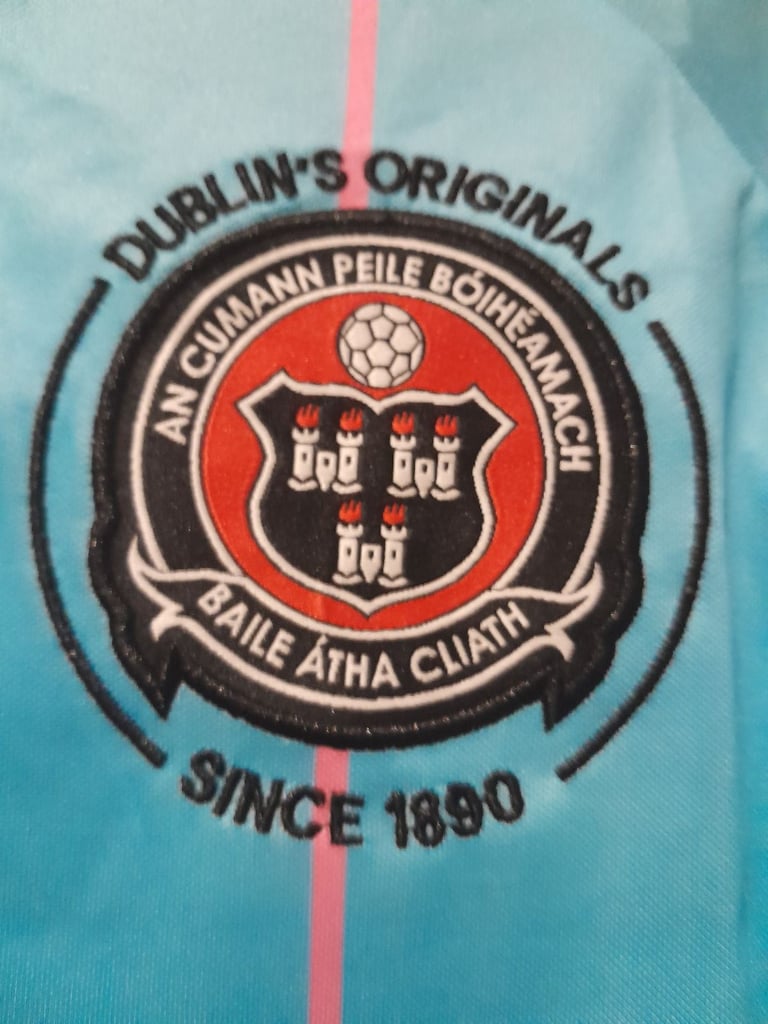 DUBLIN'S ORIGINALS
AN CUMANN PEILE BÓIHÉAMACH
BAILE ÁTHA CLIATH
SINCE 1890